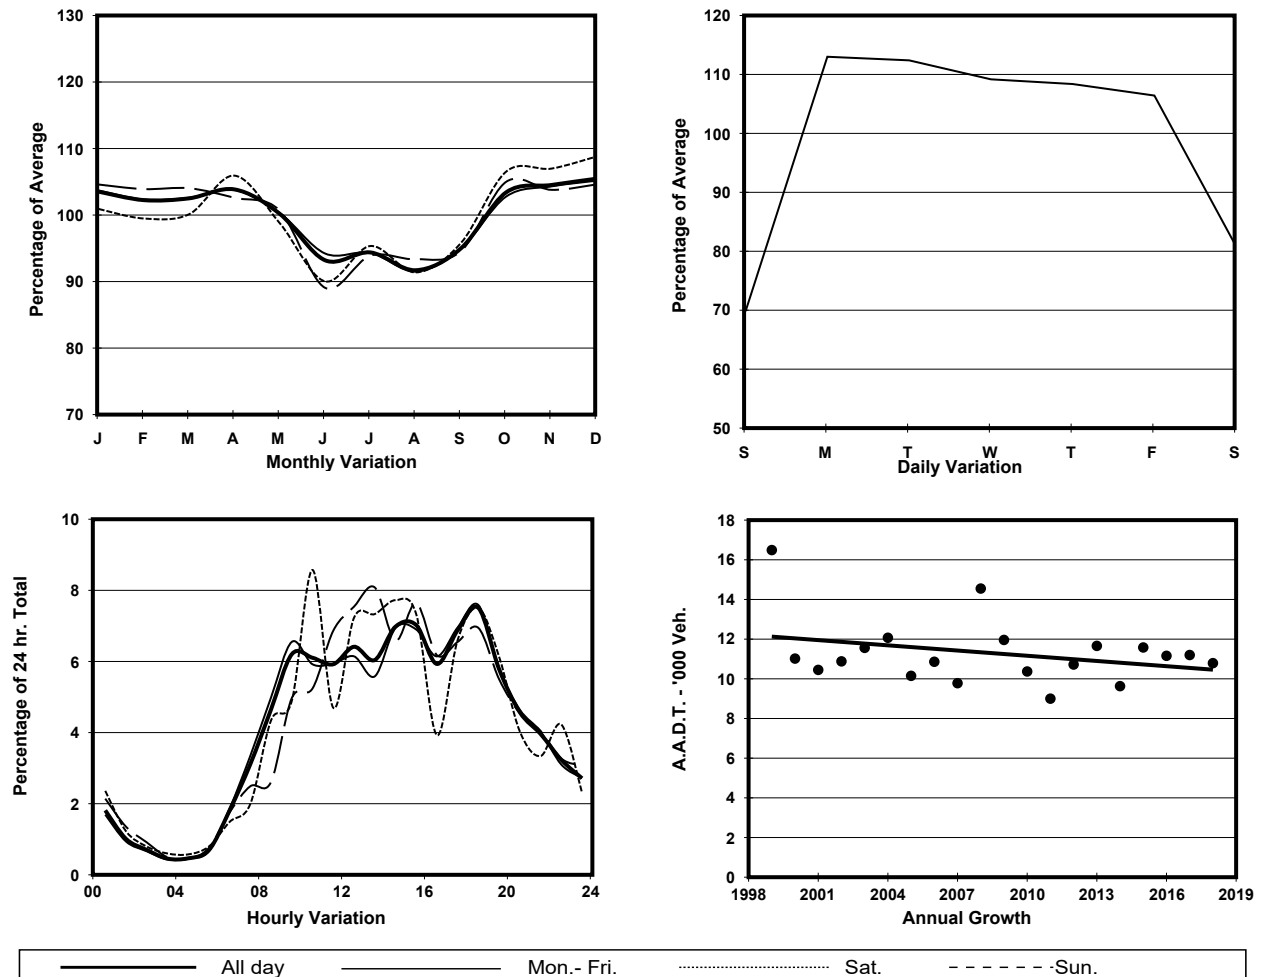 130
120
110
100
90
80
70
Percentage of Average
J F M A M J J A S O N D
Monthly Variation
120
110
100
90
80
70
60
50
Percentage of Average
S M T W T F S
Daily Variation
10
8
6
4
2
0
Percentage of 24 hr. Total
00 04 08 12 16 20 24
Hourly Variation
18
16
14
12
10
8
6
4
2
0
A.A.D.T. - '000 Veh.
1998 2001 2004 2007 2010 2013 2016 2019
Annual Growth
All day Mon.- Fri. Sat. Sun.